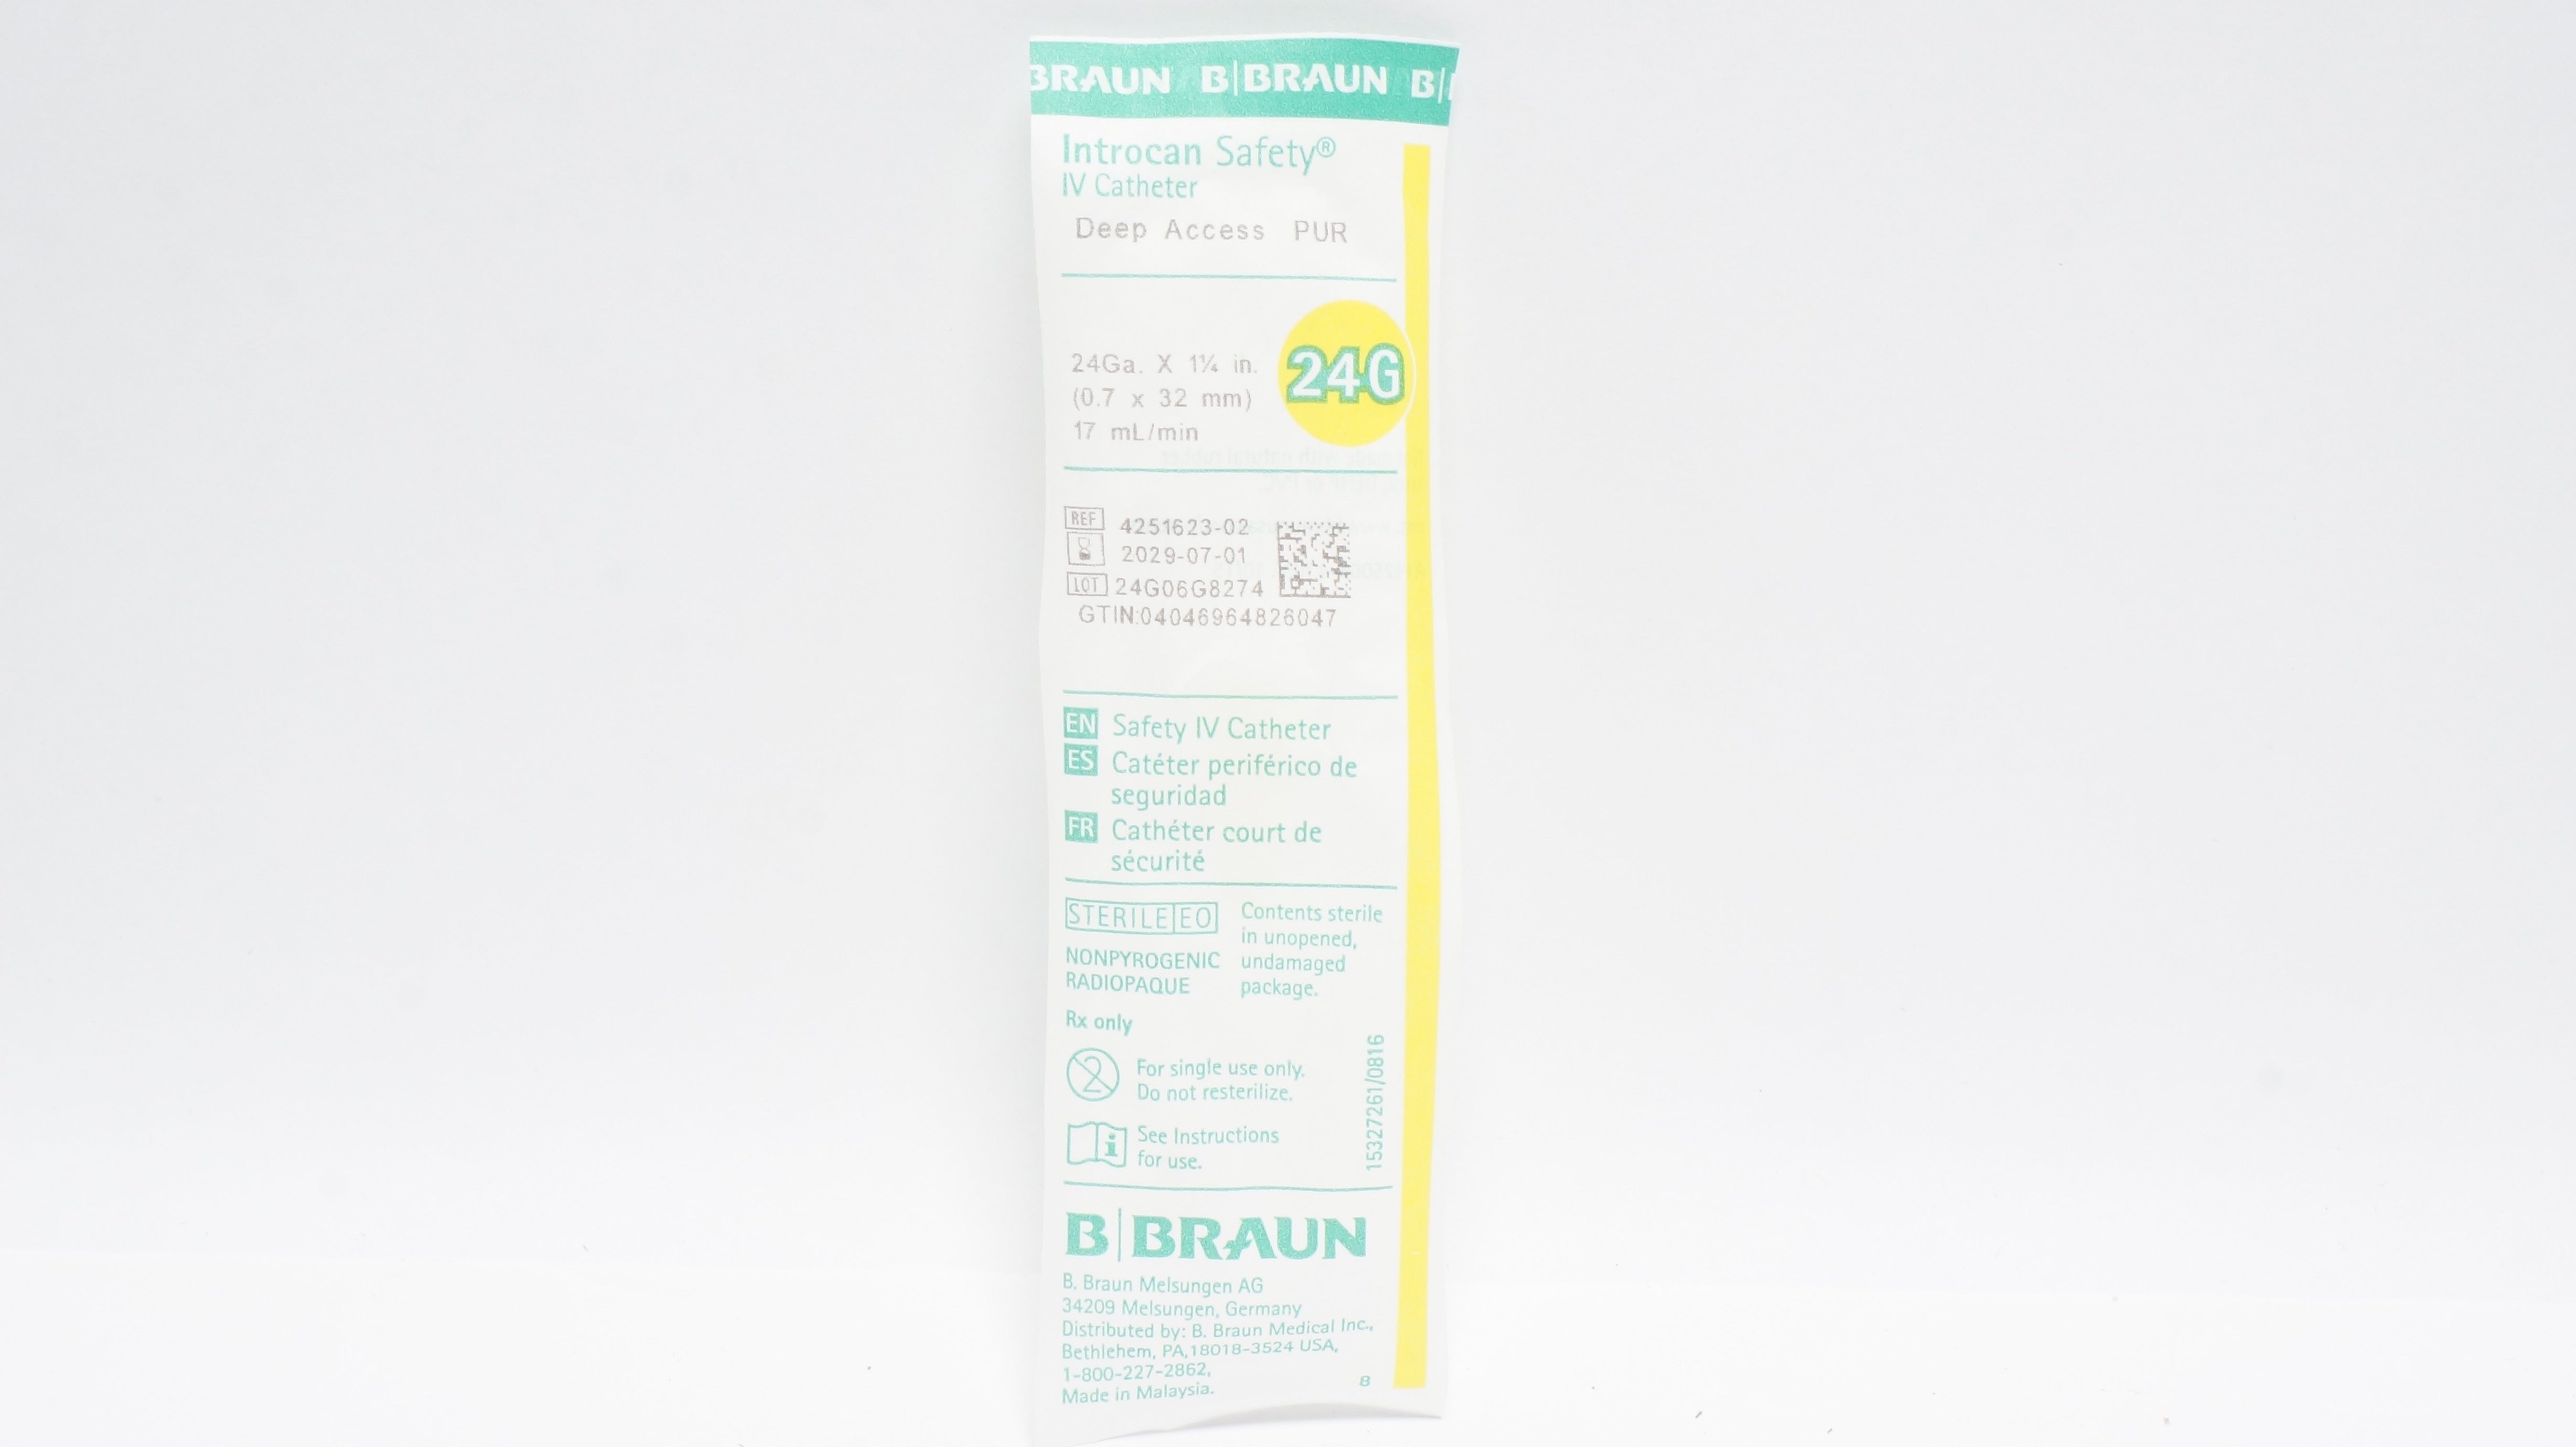 BRAUN B|BRAUN B|
Introcan Safety®
IV Catheter
Deep Access PUR
24Ga. X 1¼ in.
(0.7 x 32 mm)
17 mL/min
24G
REF 4251623-02
2029-07-01
LOT 24G06G8274
GTIN:04046964826047
EN Safety IV Catheter
ES Catéter periférico de
seguridad
FR Cathéter court de
sécurité
STERILE EO
NONPYROGENIC
RADIOPAQUE
Contents sterile
in unopened,
undamaged
package.
Rx only
2 For single use only.
Do not resterilize.
i See Instructions
for use.
15327261/0816
B|BRAUN
B. Braun Melsungen AG
34209 Melsungen, Germany
Distributed by: B. Braun Medical Inc.,
Bethlehem, PA,18018-3524 USA,
1-800-227-2862,
Made in Malaysia.
8